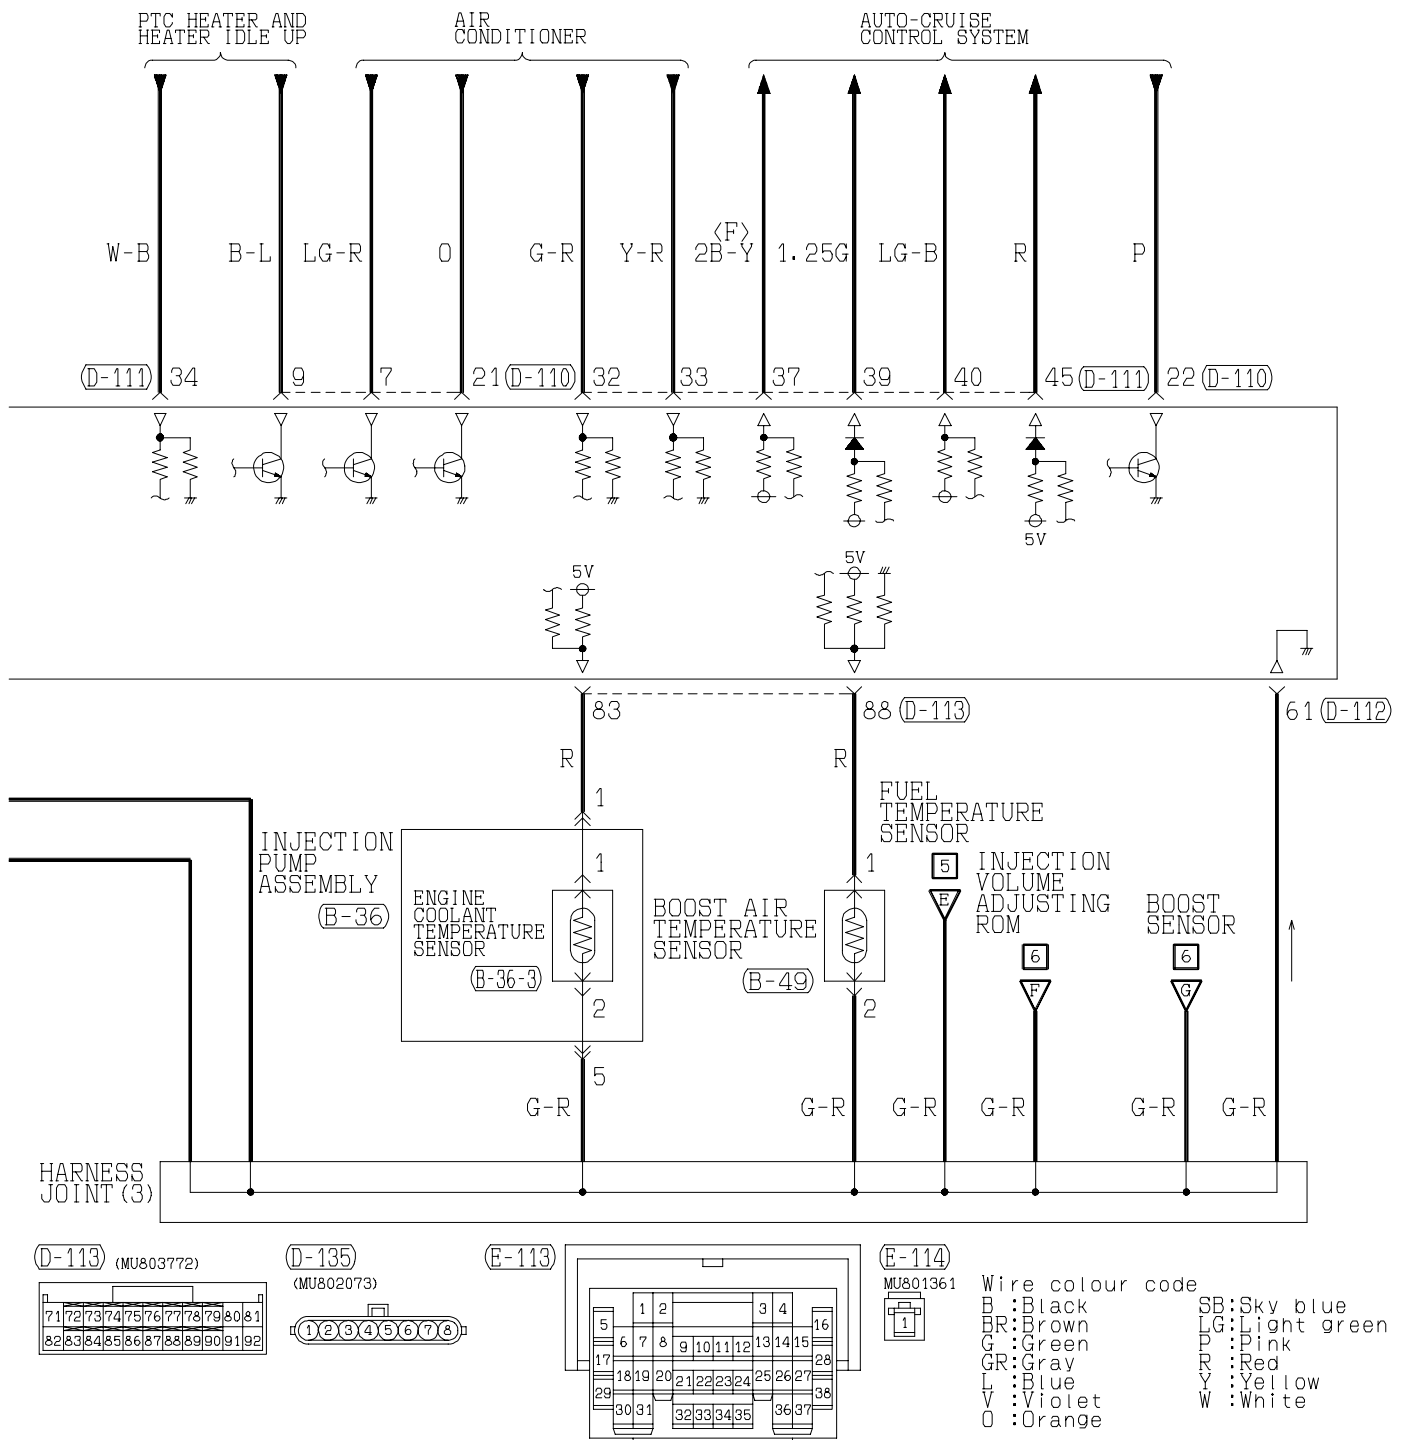 PTC HEATER AND
HEATER IDLE UP
AIR
CONDITIONER
AUTO-CRUISE
CONTROL SYSTEM
W-B
B-L
LG-R
O
G-R
Y-R
<F>
2B-Y
1.25G
LG-B
R
P
D-111 34
9
7
21 D-110
32
33
37
39
40
45 D-111
22 D-110
5V
5V
5V
83
88 D-113
61 D-112
R
R
1
INJECTION
PUMP
ASSEMBLY
B-36
1
ENGINE
COOLANT
TEMPERATURE
SENSOR
B-36-3
2
5
BOOST AIR
TEMPERATURE
SENSOR
B-49
1
2
FUEL
TEMPERATURE
SENSOR
5
E
INJECTION
VOLUME
ADJUSTING
ROM
6
F
BOOST
SENSOR
6
G
G-R
G-R
G-R
G-R
G-R
G-R
HARNESS
JOINT(3)
D-113 (MU803772)
71 72 73 74 75 76 77 78 79 80 81
82 83 84 85 86 87 88 89 90 91 92
D-135
(MU802073)
1 2 3 4 5 6 7 8
E-113
1 2 3 4
5 16
6 7 8 9 10 11 12 13 14 15
17 28
18 19 20 21 22 23 24 25 26 27
29 38
30 31 32 33 34 35 36 37
E-114
MU801361
1
Wire colour code
B :Black
BR:Brown
G :Green
GR:Gray
L :Blue
V :Violet
O :Orange
SB:Sky blue
LG:Light green
P :Pink
R :Red
Y :Yellow
W :White